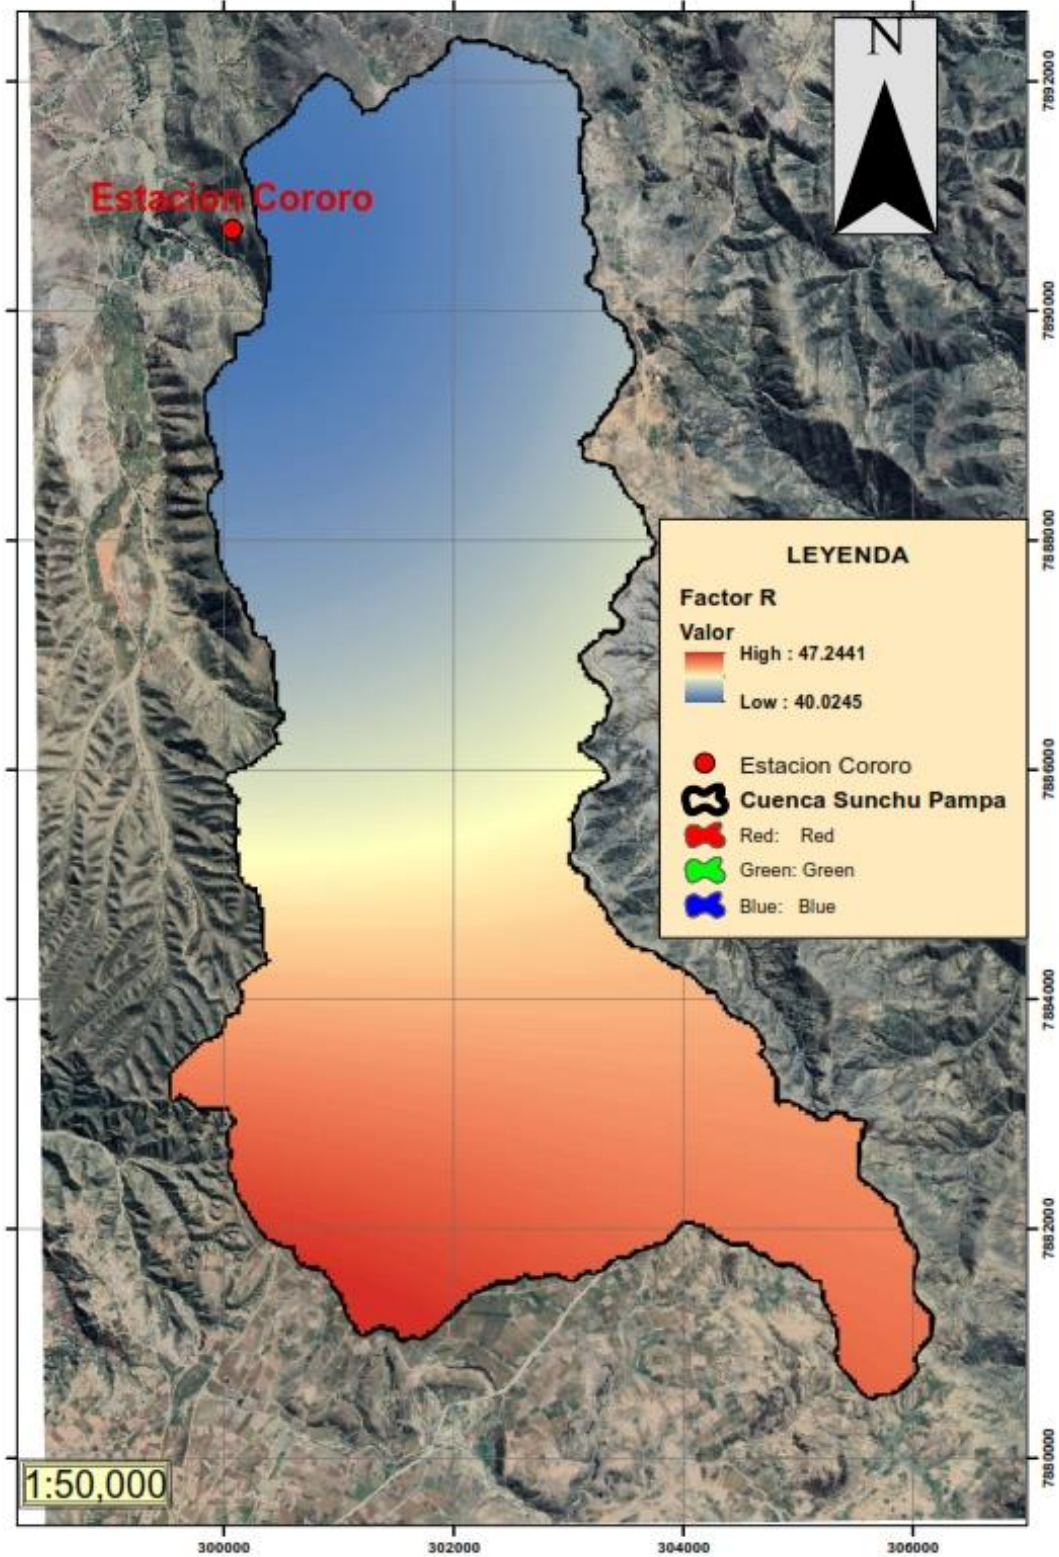 N
Estacion Cororo
7892000
7890000
7888000
LEYENDA
Factor R
Valor
High : 47.2441
Low : 40.0245
Estacion Cororo
Cuenca Sunchu Pampa
Red: Red
Green: Green
Blue: Blue
7886000
7884000
7882000
7880000
1:50,000
300000 302000 304000 306000